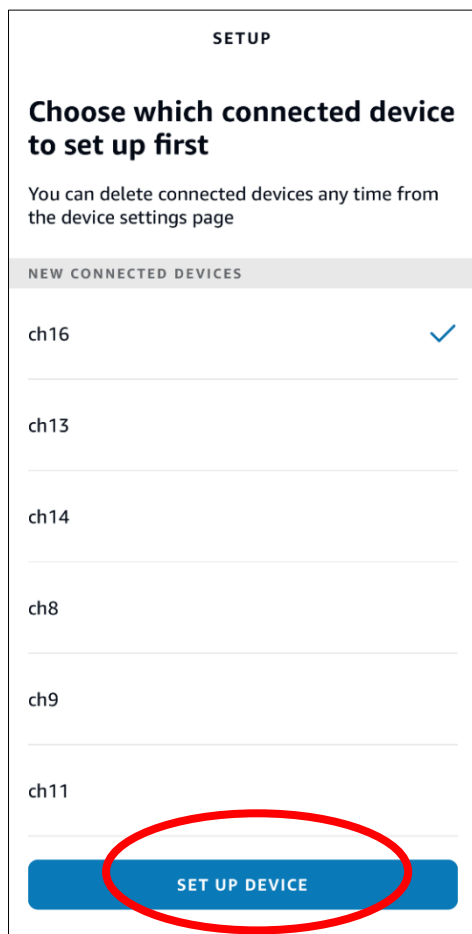 SETUP
Choose which connected device
to set up first
You can delete connected devices any time from
the device settings page
NEW CONNECTED DEVICES
ch16
ch13
ch14
ch8
ch9
ch11
SET UP DEVICE